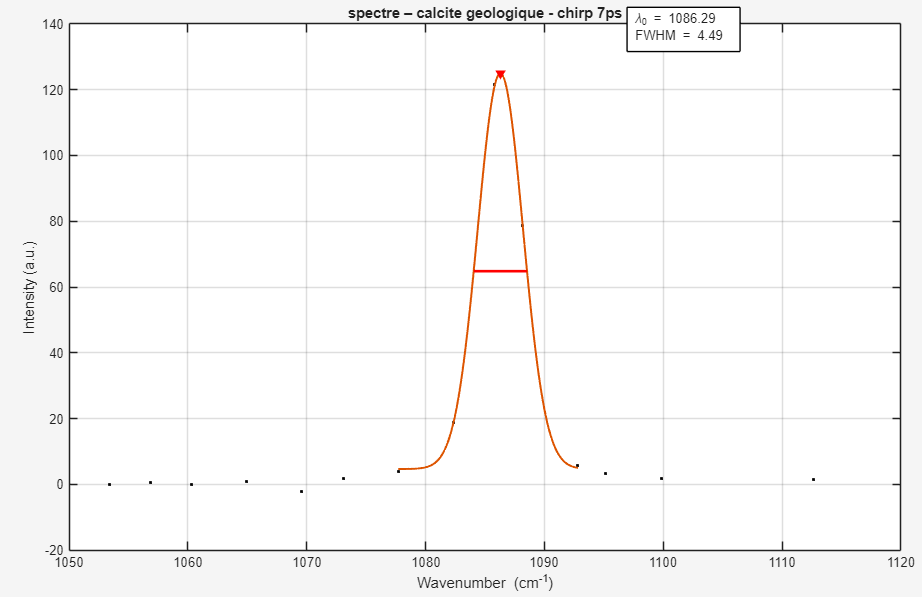 spectre – calcite geologique - chirp 7ps
λ0 = 1086.29
FWHM = 4.49
140
120
100
80
60
40
20
0
-20
Intensity (a.u.)
1050 1060 1070 1080 1090 1100 1110 1120
Wavenumber (cm-1)